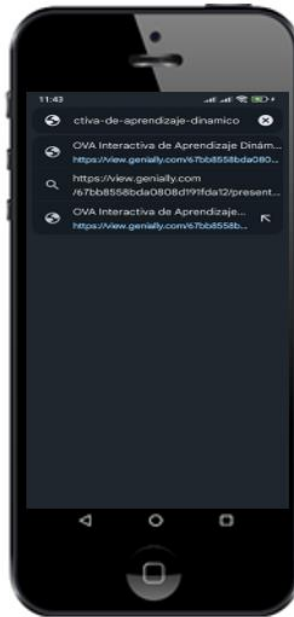 11:43
ctiva-de-aprendizaje-dinamico
OVA Interactiva de Aprendizaje Dinám...
https://view.genially.com/67bb8558bda080...
https://view.genially.com
/67bb8558bda0808d191fda12/present...
OVA Interactiva de Aprendizaje...
https://view.genially.com/67bb8558b...